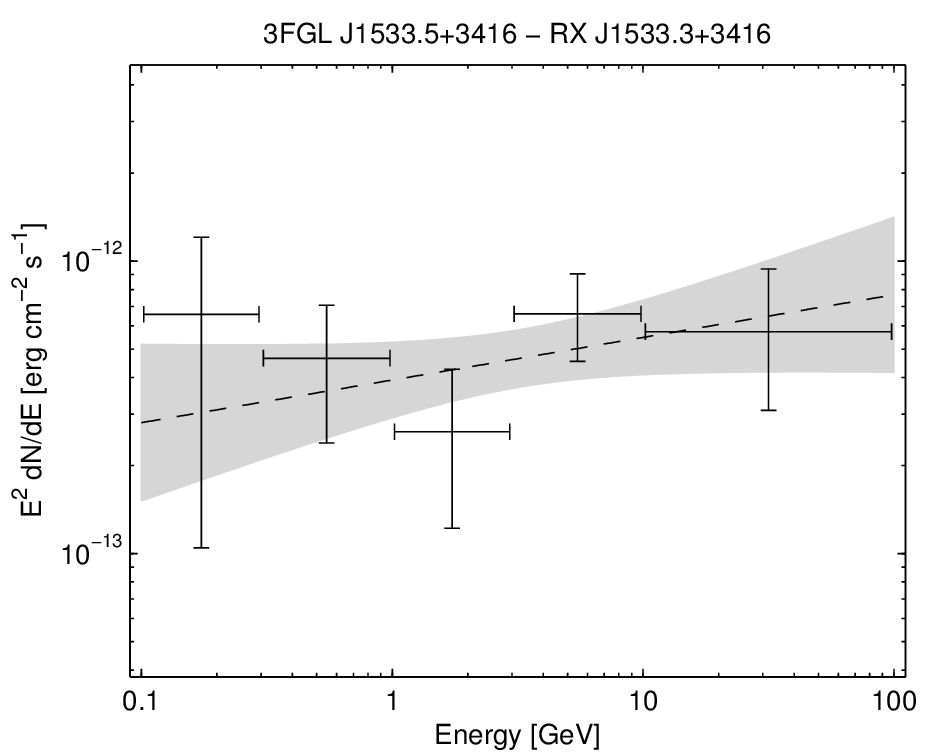 3FGL J1533.5+3416 − RX J1533.3+3416
E² dN/dE [erg cm⁻² s⁻¹]
10⁻¹²
10⁻¹³
0.1 1 10 100
Energy [GeV]